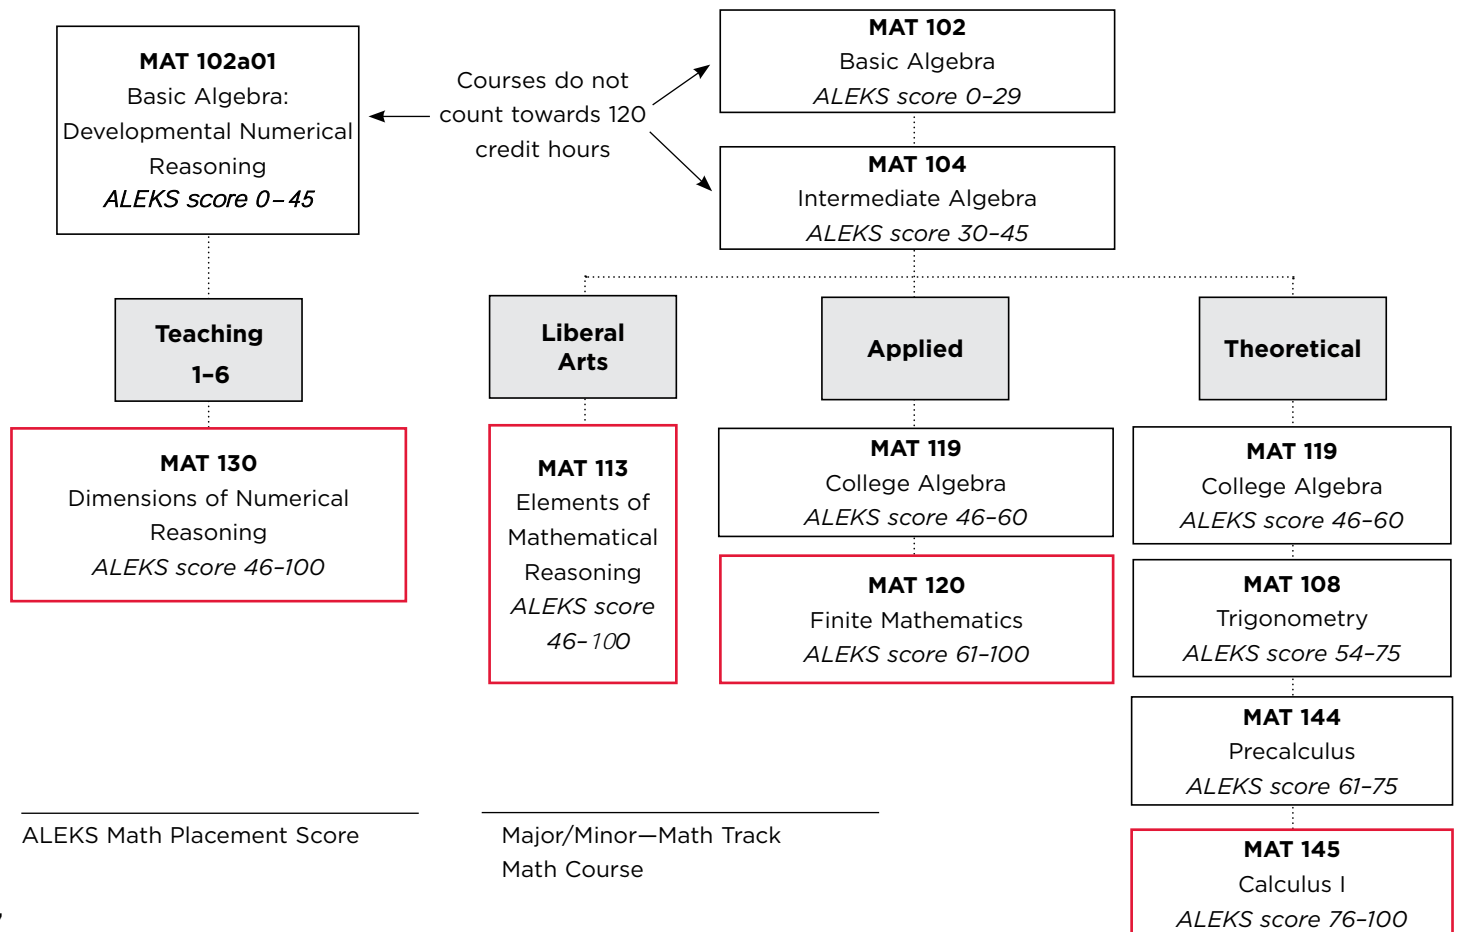 MAT 102a01
Basic Algebra:
Developmental Numerical
Reasoning
ALEKS score 0–45
Courses do not
count towards 120
credit hours
MAT 102
Basic Algebra
ALEKS score 0–29
MAT 104
Intermediate Algebra
ALEKS score 30–45
Teaching
1–6
Liberal
Arts
Applied
Theoretical
MAT 130
Dimensions of Numerical
Reasoning
ALEKS score 46–100
MAT 113
Elements of
Mathematical
Reasoning
ALEKS score
46–100
MAT 119
College Algebra
ALEKS score 46–60
MAT 120
Finite Mathematics
ALEKS score 61–100
MAT 119
College Algebra
ALEKS score 46–60
MAT 108
Trigonometry
ALEKS score 54–75
MAT 144
Precalculus
ALEKS score 61–75
MAT 145
Calculus I
ALEKS score 76–100
ALEKS Math Placement Score
Major/Minor—Math Track
Math Course